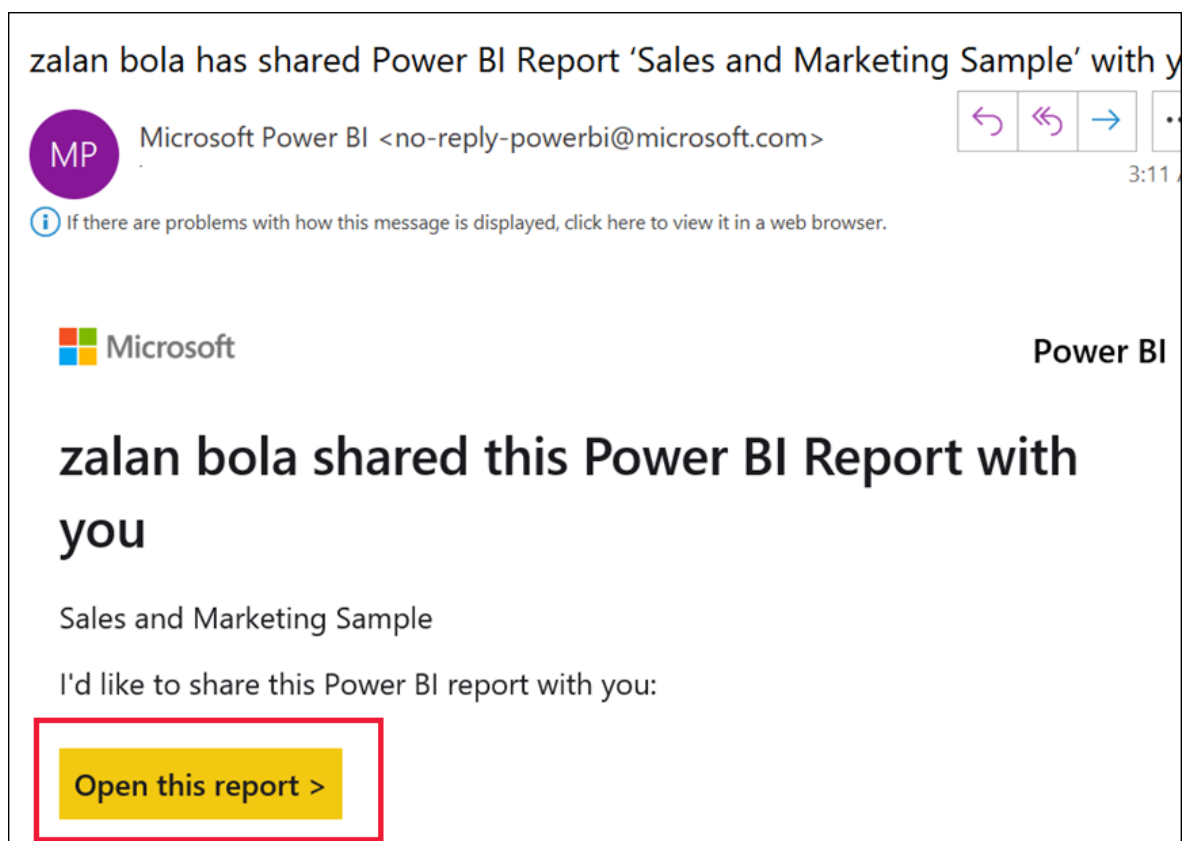 zalan bola has shared Power BI Report ‘Sales and Marketing Sample’ with y
MP
Microsoft Power BI <no-reply-powerbi@microsoft.com>
3:11
If there are problems with how this message is displayed, click here to view it in a web browser.
Microsoft
Power BI
zalan bola shared this Power BI Report with
you
Sales and Marketing Sample
I'd like to share this Power BI report with you:
Open this report >